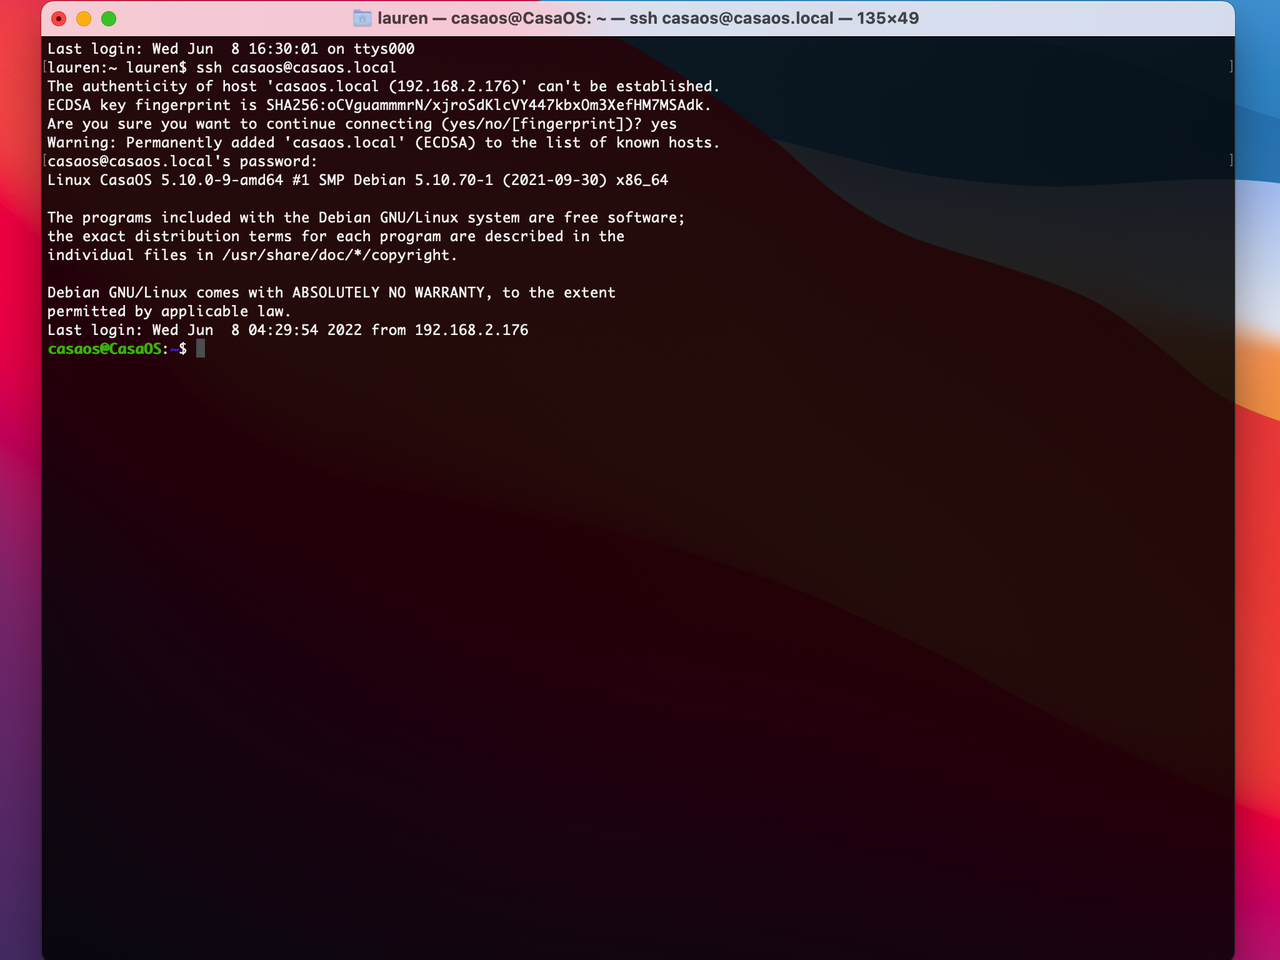 lauren — casaos@CasaOS: ~ — ssh casaos@casaos.local — 135×49
Last login: Wed Jun  8 16:30:01 on ttys000
[lauren:~ lauren$ ssh casaos@casaos.local ]
The authenticity of host 'casaos.local (192.168.2.176)' can't be established.
ECDSA key fingerprint is SHA256:oCVguammmrN/xjroSdKlcVY447kbxOm3XefHM7MSAdk.
Are you sure you want to continue connecting (yes/no/[fingerprint])? yes
Warning: Permanently added 'casaos.local' (ECDSA) to the list of known hosts.
[casaos@casaos.local's password: ]
Linux CasaOS 5.10.0-9-amd64 #1 SMP Debian 5.10.70-1 (2021-09-30) x86_64
The programs included with the Debian GNU/Linux system are free software;
the exact distribution terms for each program are described in the
individual files in /usr/share/doc/*/copyright.
Debian GNU/Linux comes with ABSOLUTELY NO WARRANTY, to the extent
permitted by applicable law.
Last login: Wed Jun  8 04:29:54 2022 from 192.168.2.176
casaos@CasaOS:~$